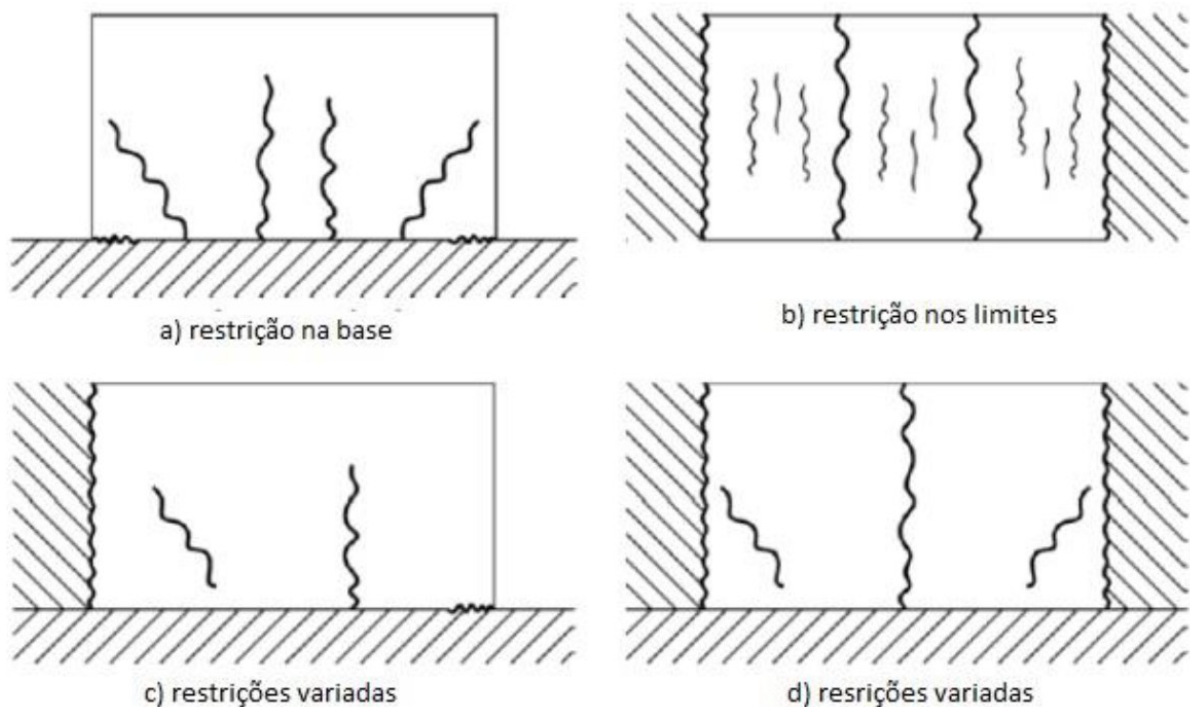 a) restrição na base
b) restrição nos limites
c) restrições variadas
d) resrições variadas